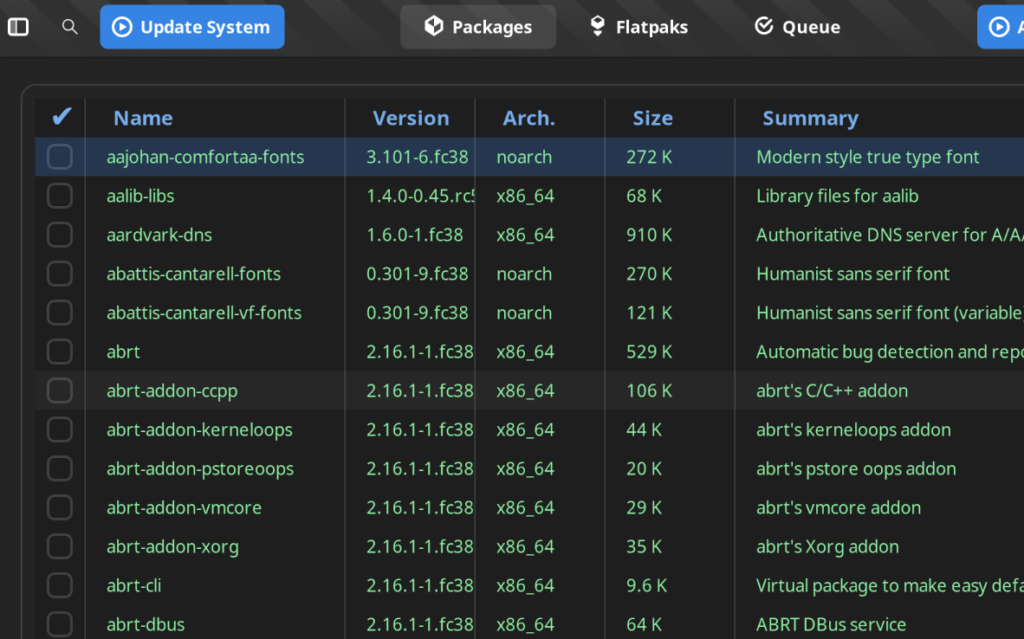 Update System Packages Flatpaks Queue
✔ Name Version Arch. Size Summary
aajohan-comfortaa-fonts 3.101-6.fc38 noarch 272 K Modern style true type font
aalib-libs 1.4.0-0.45.rc5 x86_64 68 K Library files for aalib
aardvark-dns 1.6.0-1.fc38 x86_64 910 K Authoritative DNS server for A/A
abattis-cantarell-fonts 0.301-9.fc38 noarch 270 K Humanist sans serif font
abattis-cantarell-vf-fonts 0.301-9.fc38 noarch 121 K Humanist sans serif font (variable
abrt 2.16.1-1.fc38 x86_64 529 K Automatic bug detection and repo
abrt-addon-ccpp 2.16.1-1.fc38 x86_64 106 K abrt's C/C++ addon
abrt-addon-kerneloops 2.16.1-1.fc38 x86_64 44 K abrt's kerneloops addon
abrt-addon-pstoreoops 2.16.1-1.fc38 x86_64 20 K abrt's pstore oops addon
abrt-addon-vmcore 2.16.1-1.fc38 x86_64 29 K abrt's vmcore addon
abrt-addon-xorg 2.16.1-1.fc38 x86_64 35 K abrt's Xorg addon
abrt-cli 2.16.1-1.fc38 x86_64 9.6 K Virtual package to make easy defa
abrt-dbus 2.16.1-1.fc38 x86_64 64 K ABRT DBus service